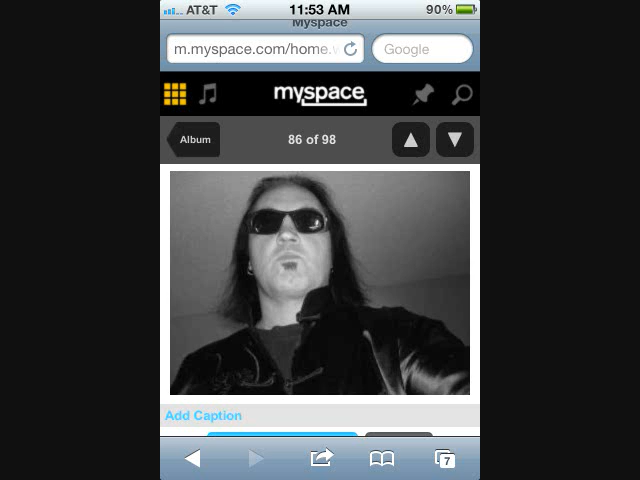 AT&T 11:53 AM 90%
Myspace
m.myspace.com/home. Google
myspace
Album 86 of 98
Add Caption
7